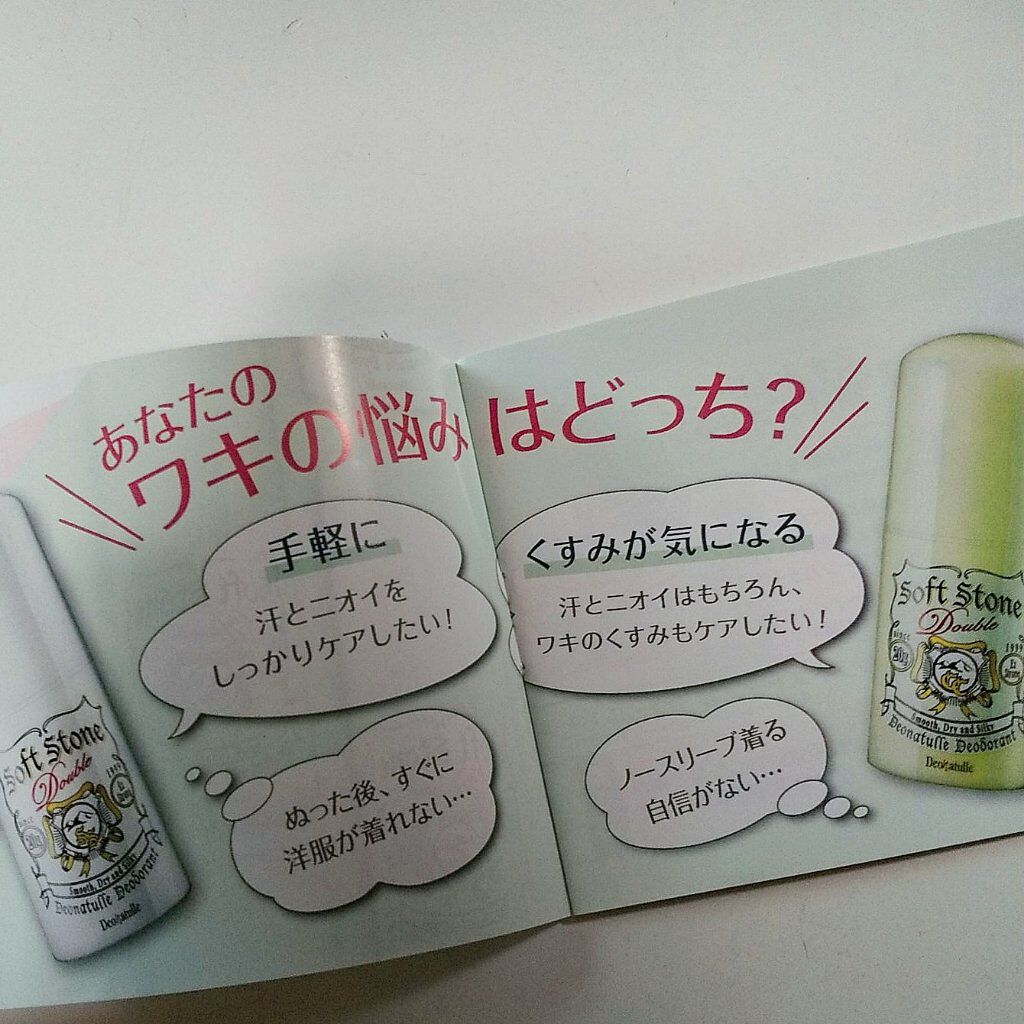 あなたの
ワキの悩みはどっち?
手軽に
汗とニオイを
しっかりケアしたい!
ぬった後、すぐに
洋服が着れない…
くすみが気になる
汗とニオイはもちろん、
ワキのくすみもケアしたい!
ノースリーブ着る
自信がない…
Soft Stone
Double
since
20g
Smooth, Dry and Silky
Deonatulle Deodorant
Deonatulle
Soft Stone
Double
since
1999
20g
Smooth, Dry and Silky
Deonatulle Deodorant
Deonatulle